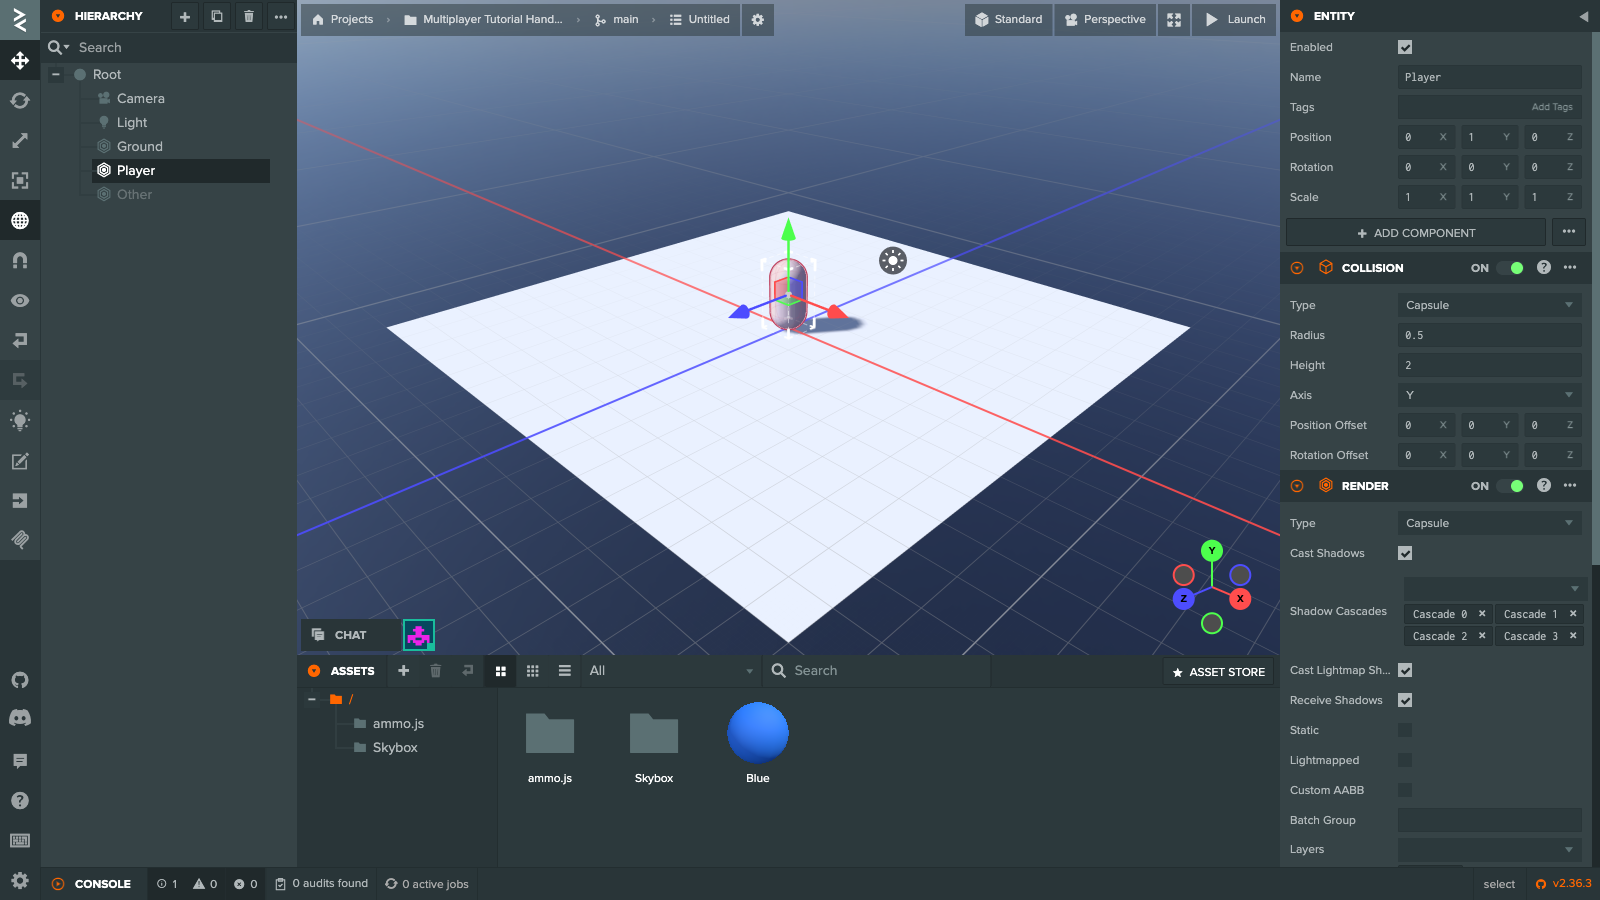 HIERARCHY
Search
Root
Camera
Light
Ground
Player
Other
Projects
Multiplayer Tutorial Hand...
main
Untitled
Standard
Perspective
Launch
Y
Z
X
CHAT
ASSETS
All
Search
ASSET STORE
/
ammo.js
Skybox
ammo.js
Skybox
Blue
ENTITY
Enabled
Name Player
Tags Add Tags
Position 0 X 1 Y 0 Z
Rotation 0 X 0 Y 0 Z
Scale 1 X 1 Y 1 Z
ADD COMPONENT
COLLISION ON ?
Type Capsule
Radius 0.5
Height 2
Axis Y
Position Offset 0 X 0 Y 0 Z
Rotation Offset 0 X 0 Y 0 Z
RENDER ON ?
Type Capsule
Cast Shadows
Shadow Cascades
Cascade 0 Cascade 1
Cascade 2 Cascade 3
Cast Lightmap Sh...
Receive Shadows
Static
Lightmapped
Custom AABB
Batch Group
Layers
CONSOLE 1 0 0 0 audits found 0 active jobs select v2.36.3